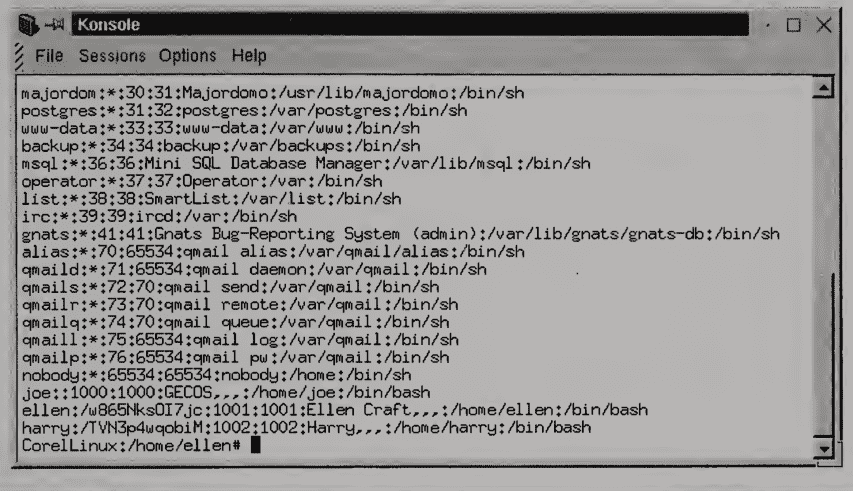 Konsole
File Sessions Options Help
majordom:*:30:31:Majordomo:/usr/lib/majordomo:/bin/sh
postgres:*:31:32:postgres:/var/postgres:/bin/sh
www-data:*:33:33:www-data:/var/www:/bin/sh
backup:*:34:34:backup:/var/backups:/bin/sh
msql:*:36:36:Mini SQL Database Manager:/var/lib/msql:/bin/sh
operator:*:37:37:Operator:/var:/bin/sh
list:*:38:38:SmartList:/var/list:/bin/sh
irc:*:39:39:ircd:/var:/bin/sh
gnats:*:41:41:Gnats Bug-Reporting System (admin):/var/lib/gnats/gnats-db:/bin/sh
alias:*:70:65534:qmail alias:/var/qmail/alias:/bin/sh
qmaild:*:71:65534:qmail daemon:/var/qmail:/bin/sh
qmails:*:72:70:qmail send:/var/qmail:/bin/sh
qmailr:*:73:70:qmail remote:/var/qmail:/bin/sh
qmailq:*:74:70:qmail queue:/var/qmail:/bin/sh
qmaill:*:75:65534:qmail log:/var/qmail:/bin/sh
qmailp:*:76:65534:qmail pw:/var/qmail:/bin/sh
nobody:*:65534:65534:nobody:/home:/bin/sh
joe::1000:1000:GECOS,,,:/home/joe:/bin/bash
ellen:/w865NksOI7jc:1001:1001:Ellen Craft,,,:/home/ellen:/bin/bash
harry:/TVN3p4wqobiM:1002:1002:Harry,,,:/home/harry:/bin/bash
CorelLinux:/home/ellen#